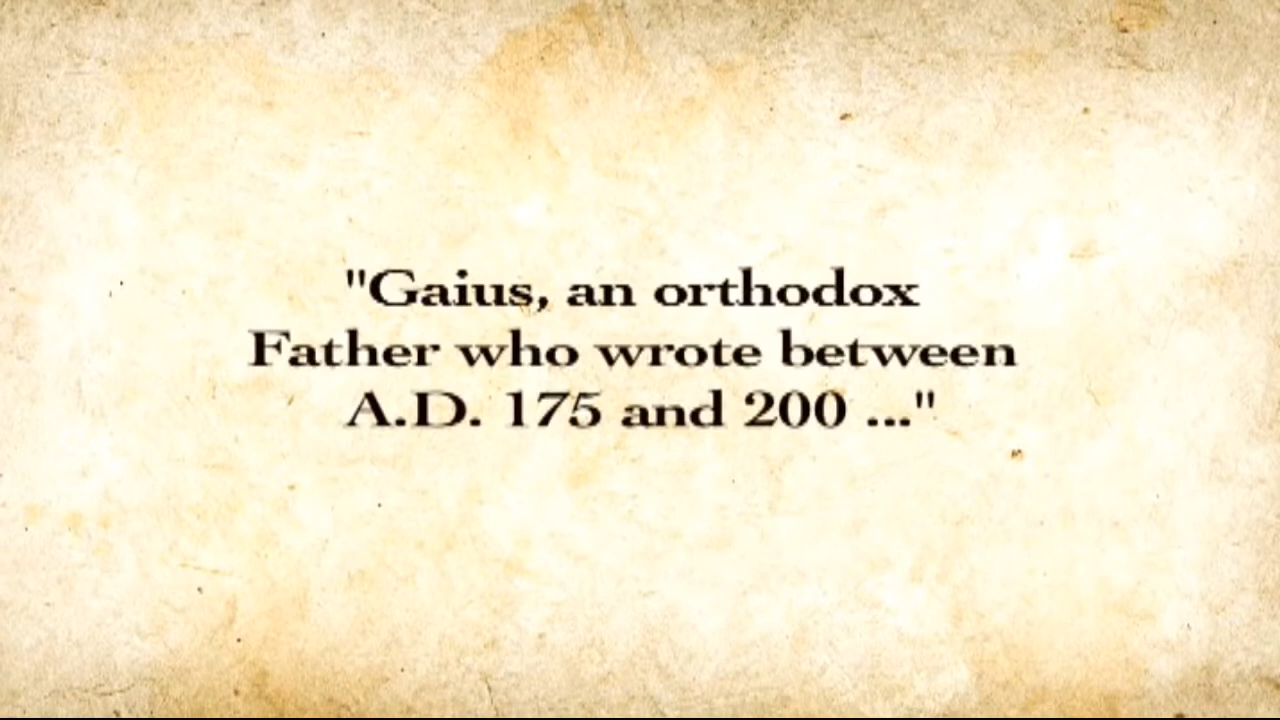 "Gaius, an orthodox
Father who wrote between
A.D. 175 and 200 ..."